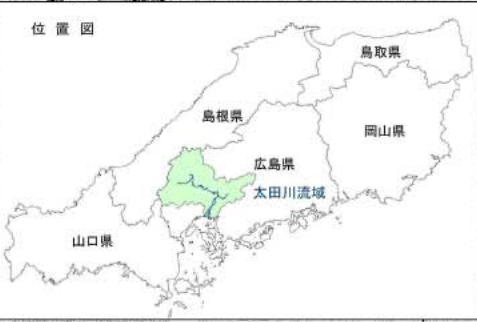 位置図
鳥取県
島根県
岡山県
広島県
太田川流域
山口県